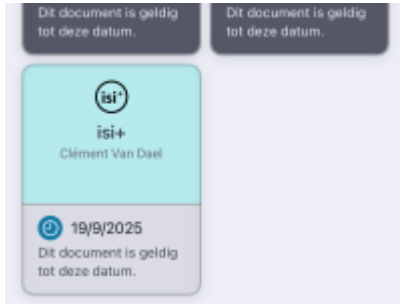 Dit document is geldig
tot deze datum.
Dit document is geldig
tot deze datum.
isi+
isi+
Clément Van Dael
19/9/2025
Dit document is geldig
tot deze datum.